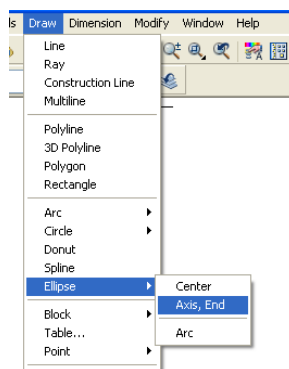 ls Draw Dimension Modify Window Help
Line
Ray
Construction Line
Multiline
Polyline
3D Polyline
Polygon
Rectangle
Arc
Circle
Donut
Spline
Ellipse
Center
Axis, End
Arc
Block
Table...
Point